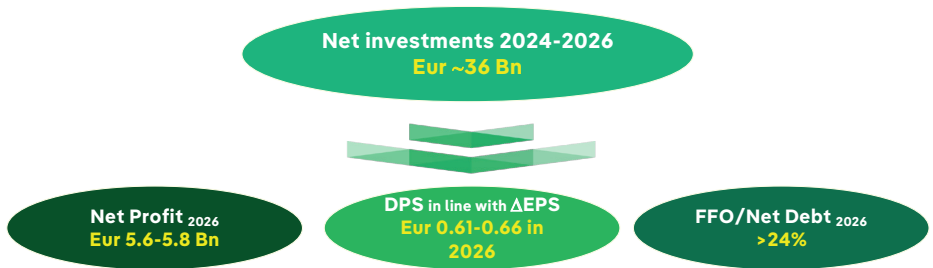 Net investments 2024-2026
Eur ~36 Bn
Net Profit 2026
Eur 5.6-5.8 Bn
DPS in line with ΔEPS
Eur 0.61-0.66 in
2026
FFO/Net Debt 2026
>24%